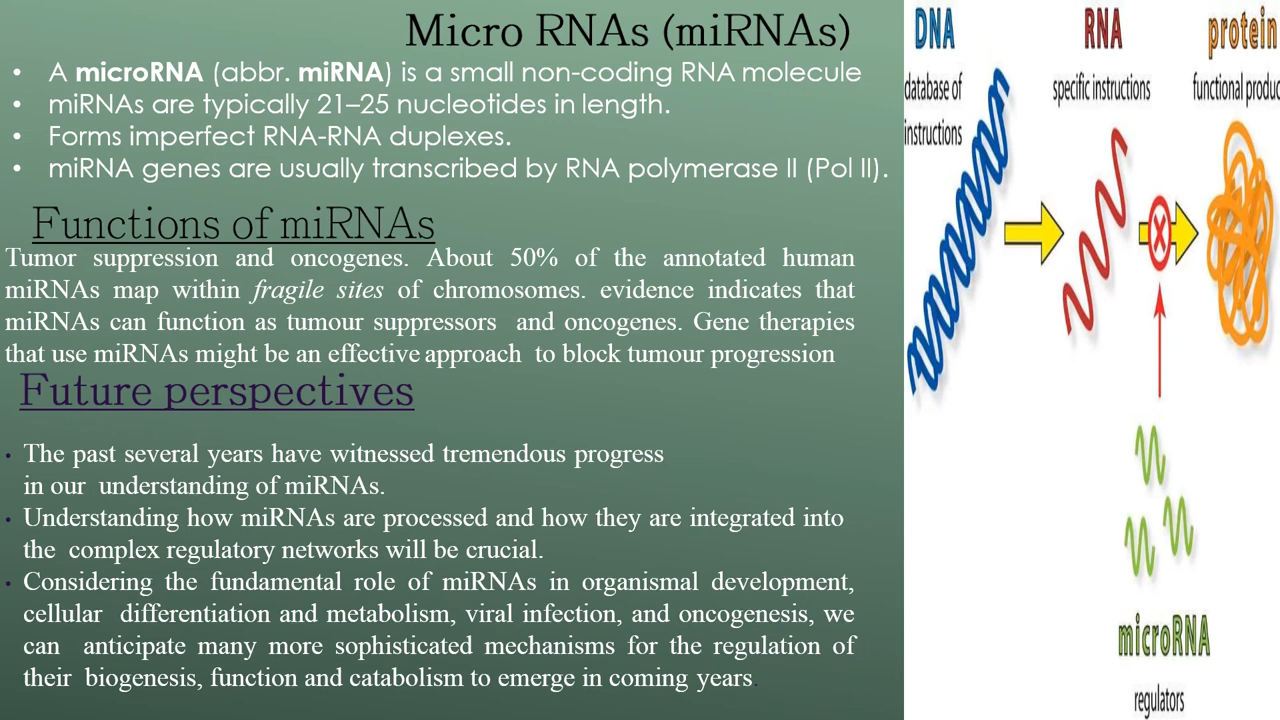 Micro RNAs (miRNAs)
• A microRNA (abbr. miRNA) is a small non-coding RNA molecule
• miRNAs are typically 21–25 nucleotides in length.
• Forms imperfect RNA-RNA duplexes.
• miRNA genes are usually transcribed by RNA polymerase II (Pol II).
Functions of miRNAs
Tumor suppression and oncogenes. About 50% of the annotated human
miRNAs map within fragile sites of chromosomes. evidence indicates that
miRNAs can function as tumour suppressors and oncogenes. Gene therapies
that use miRNAs might be an effective approach to block tumour progression
Future perspectives
• The past several years have witnessed tremendous progress
in our understanding of miRNAs.
• Understanding how miRNAs are processed and how they are integrated into
the complex regulatory networks will be crucial.
• Considering the fundamental role of miRNAs in organismal development,
cellular differentiation and metabolism, viral infection, and oncogenesis, we
can anticipate many more sophisticated mechanisms for the regulation of
their biogenesis, function and catabolism to emerge in coming years.
DNA
database of
instructions
RNA
specific instructions
protein
functional produc
microRNA
regulators